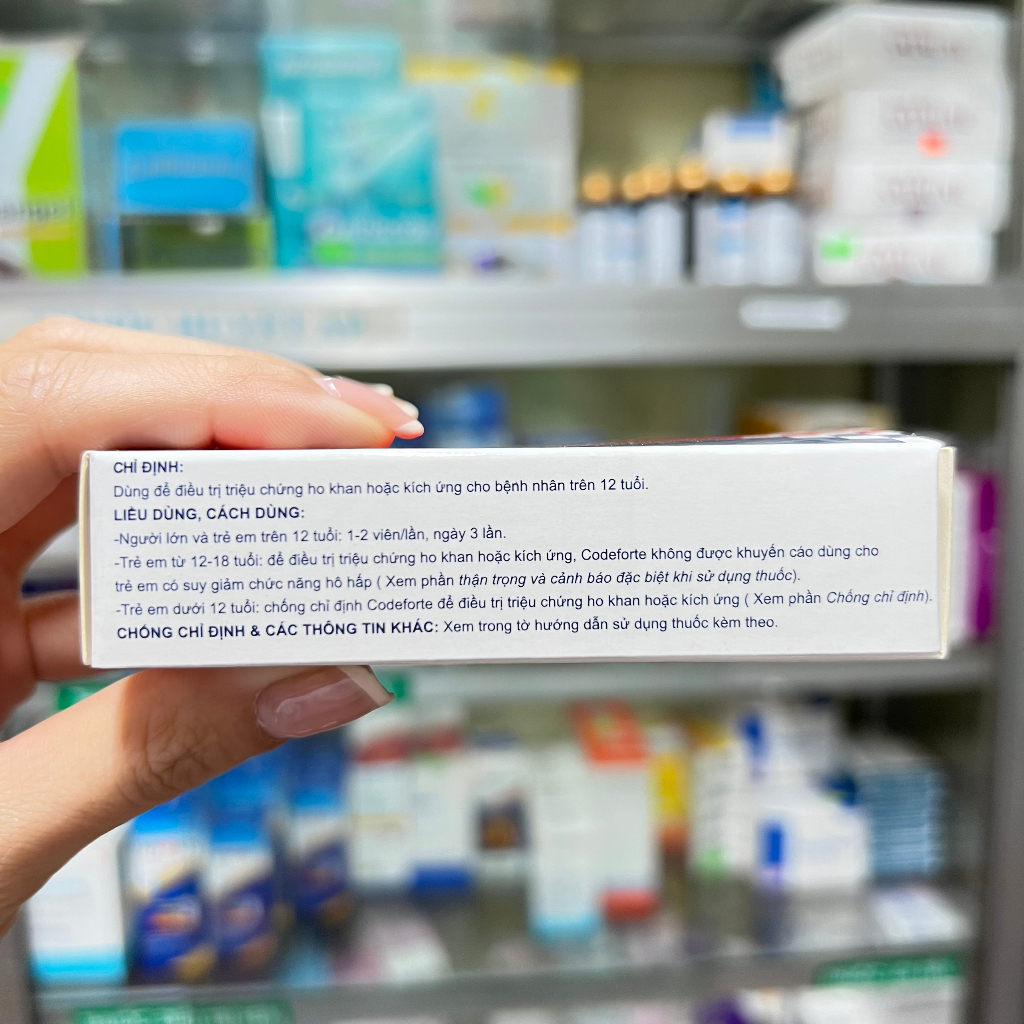 CHỈ ĐỊNH:
Dùng để điều trị triệu chứng ho khan hoặc kích ứng cho bệnh nhân trên 12 tuổi.
LIỀU DÙNG, CÁCH DÙNG:
-Người lớn và trẻ em trên 12 tuổi: 1-2 viên/lần, ngày 3 lần.
-Trẻ em từ 12-18 tuổi: để điều trị triệu chứng ho khan hoặc kích ứng, Codeforte không được khuyến cáo dùng cho
trẻ em có suy giảm chức năng hô hấp ( Xem phần thận trọng và cảnh báo đặc biệt khi sử dụng thuốc).
-Trẻ em dưới 12 tuổi: chống chỉ định Codeforte để điều trị triệu chứng ho khan hoặc kích ứng ( Xem phần Chống chỉ định).
CHỐNG CHỈ ĐỊNH & CÁC THÔNG TIN KHÁC: Xem trong tờ hướng dẫn sử dụng thuốc kèm theo.